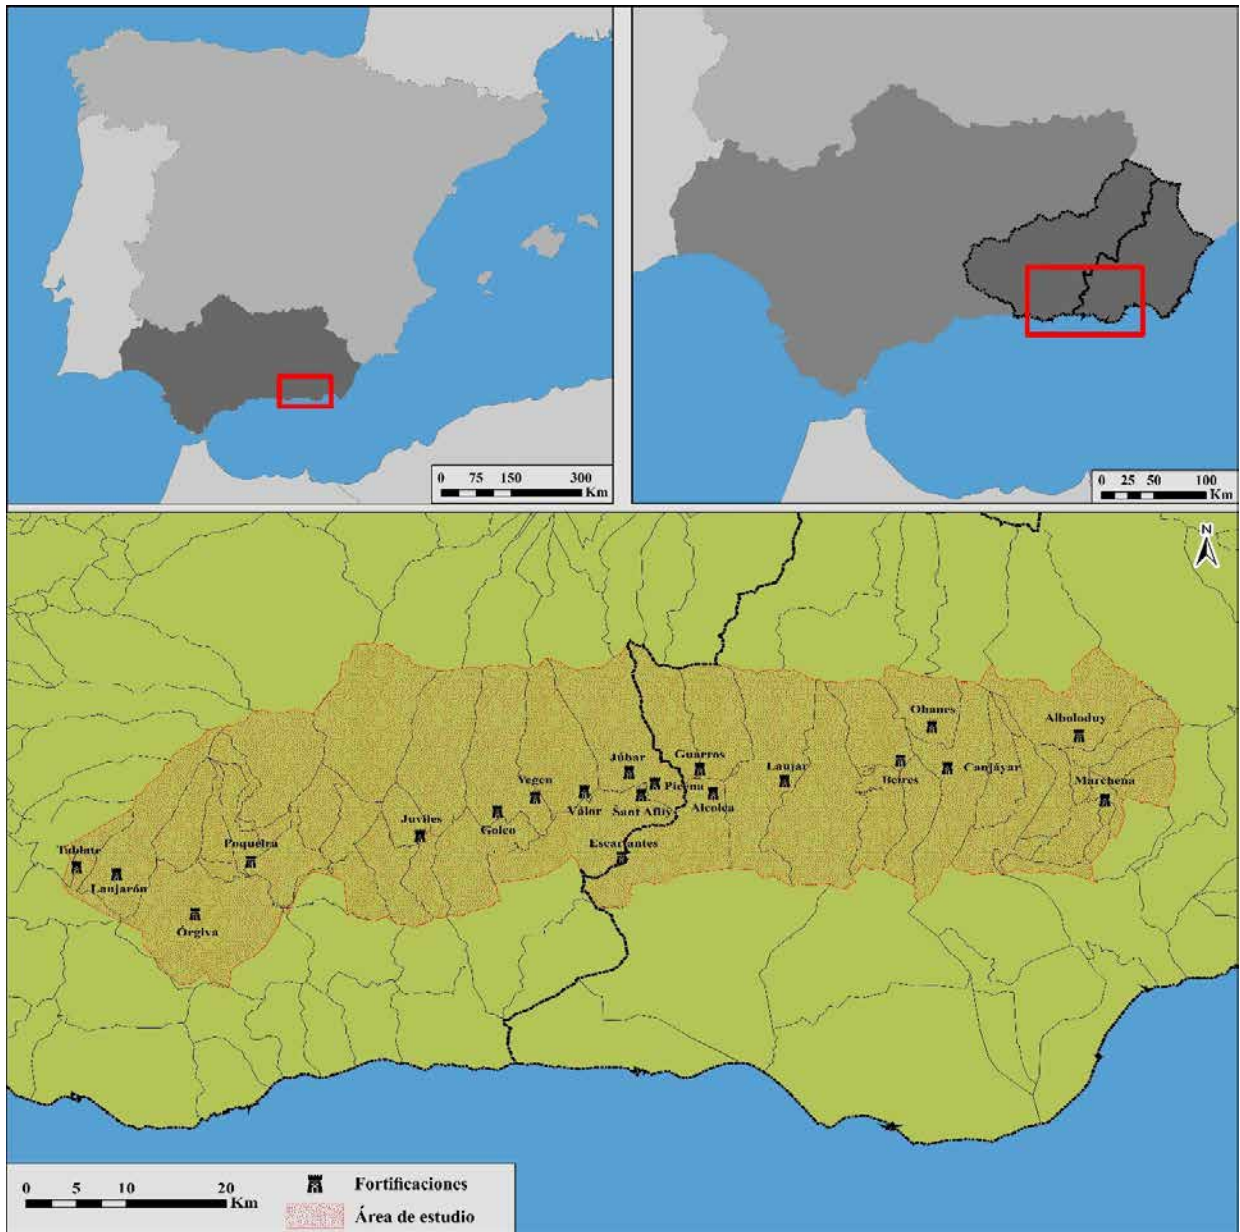 0 75 150 300
Km
0 25 50 100
Km
N
Ohanes
Alboloduy
Júbar
Guarros
Laujar
Beires
Canjáyar
Yegen
Picena
Marchena
Válor
Sant Afliy
Alcolea
Juviles
Golco
Poqueira
Escariantes
Tablate
Lanjarón
Órgiva
0 5 10 20
Km
Fortificaciones
Área de estudio